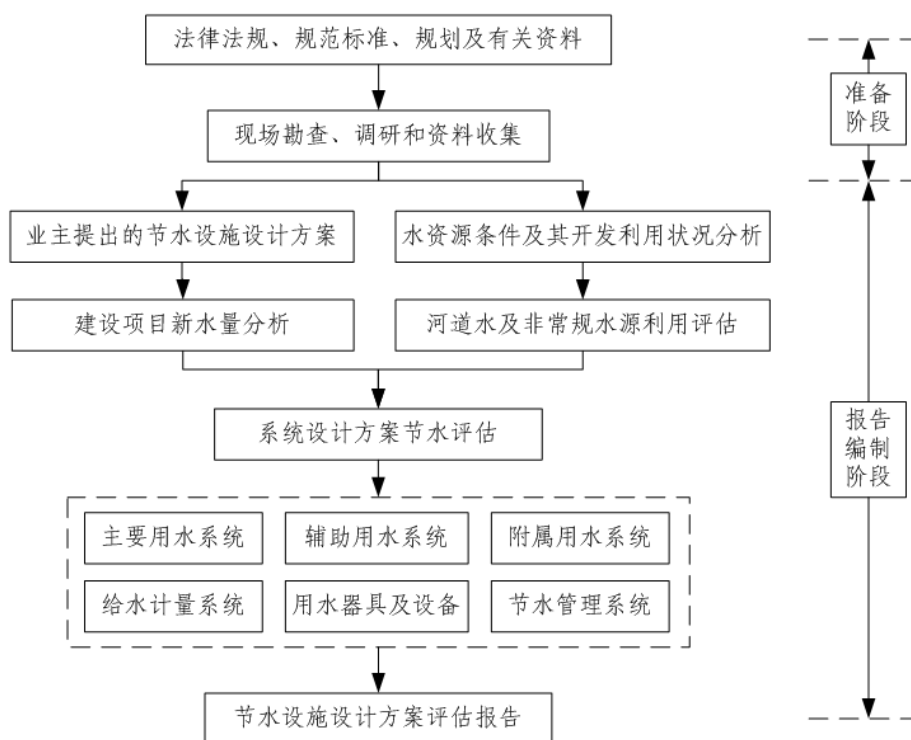 法律法规、规范标准、规划及有关资料
准备
阶段
现场勘查、调研和资料收集
业主提出的节水设施设计方案
水资源条件及其开发利用状况分析
建设项目新水量分析
河道水及非常规水源利用评估
系统设计方案节水评估
报告
编制
阶段
主要用水系统
辅助用水系统
附属用水系统
给水计量系统
用水器具及设备
节水管理系统
节水设施设计方案评估报告